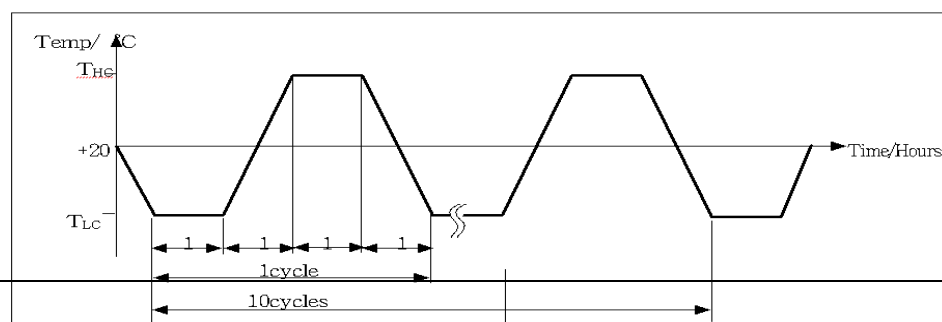 Temp/ ℃
THC
+20
Time/Hours
TLC
1 1 1 1
1cycle
10cycles